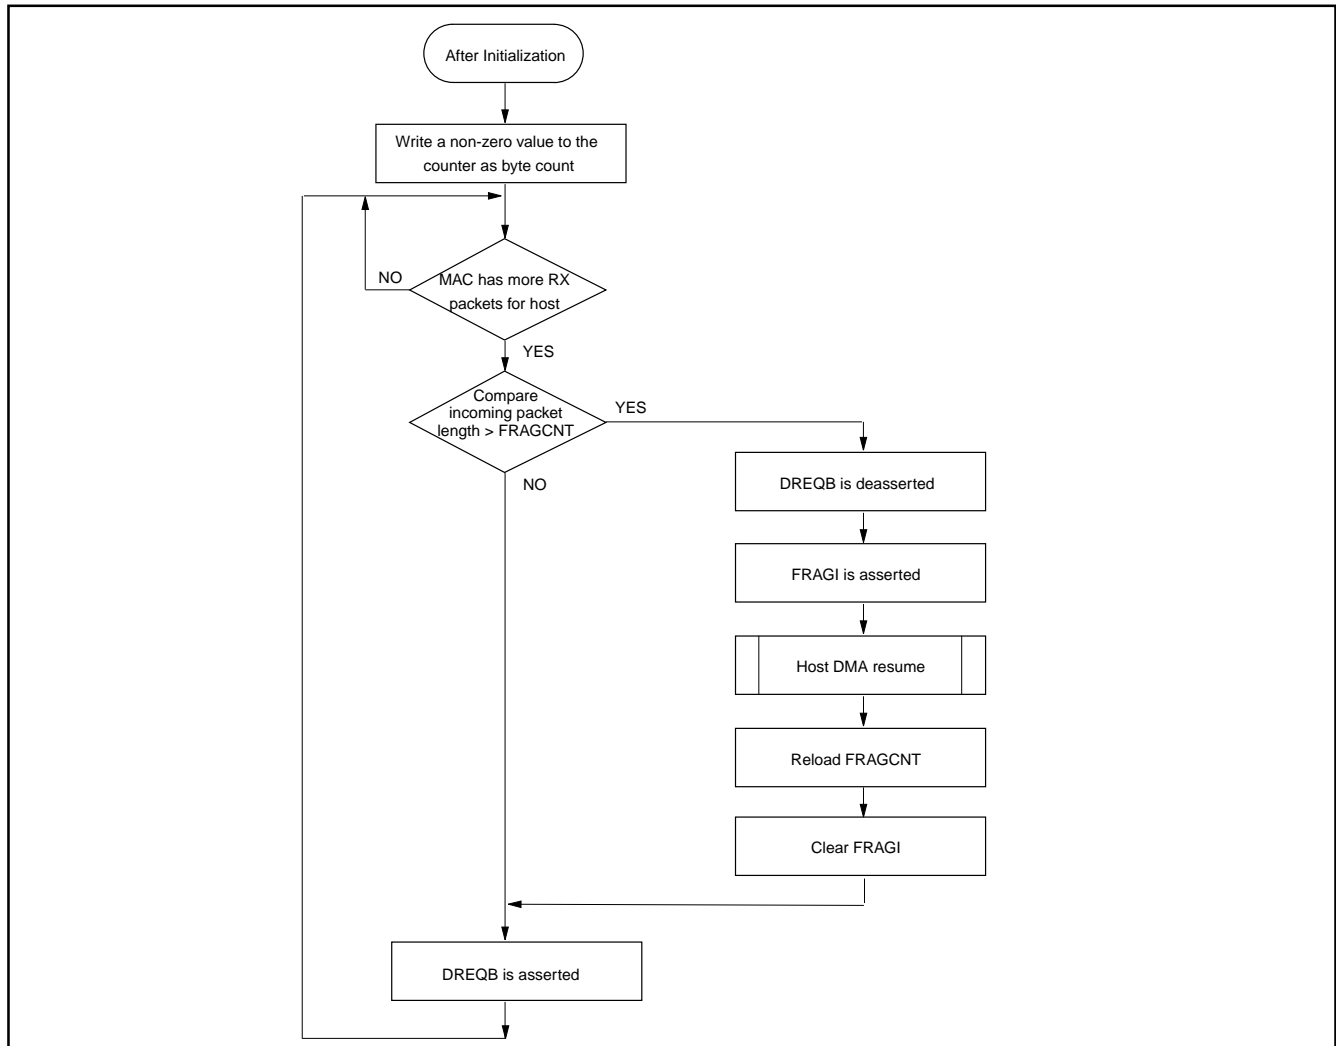 After Initialization
Write a non-zero value to the
counter as byte count
NO
MAC has more RX
packets for host
YES
Compare
incoming packet
length > FRAGCNT
YES
NO
DREQB is deasserted
FRAGI is asserted
Host DMA resume
Reload FRAGCNT
Clear FRAGI
DREQB is asserted